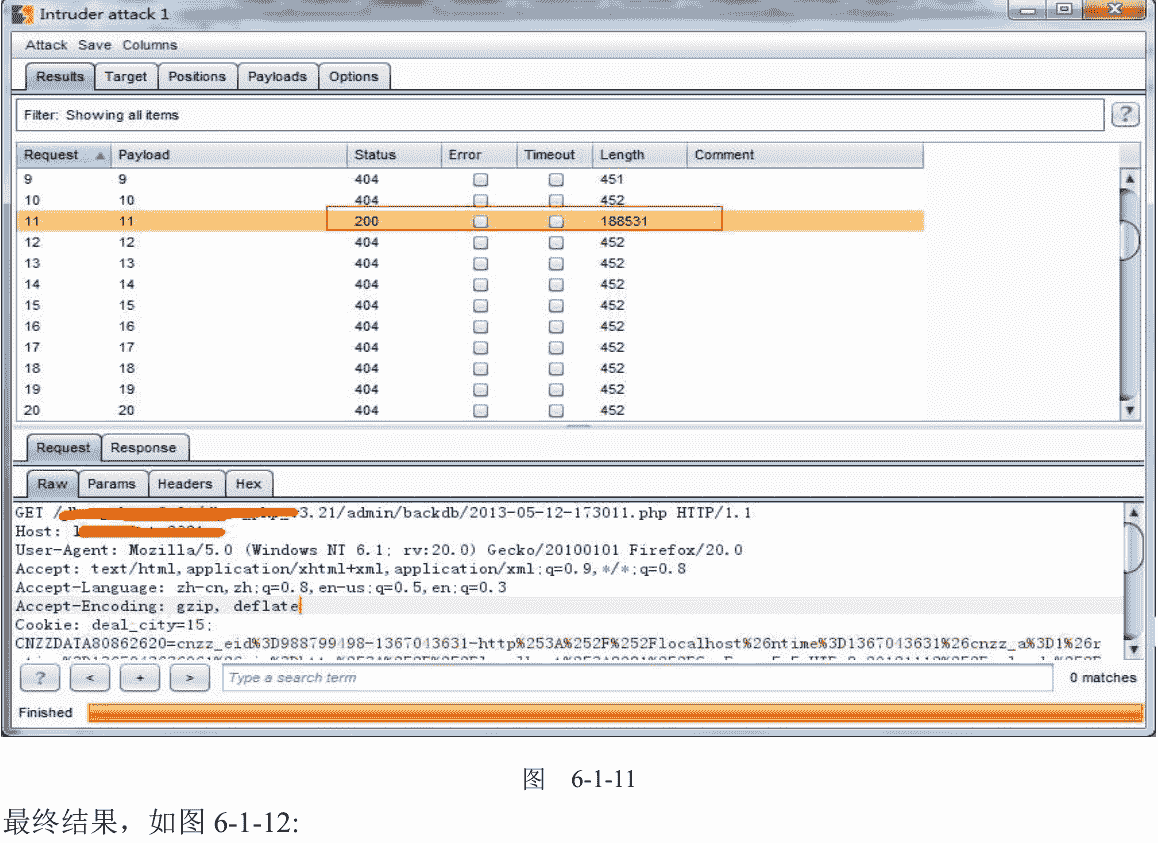 Intruder attack 1
Attack Save Columns
Results Target Positions Payloads Options
Filter: Showing all items ?
Request Payload Status Error Timeout Length Comment
9 9 404 451
10 10 404 452
11 11 200 188531
12 12 404 452
13 13 404 452
14 14 404 452
15 15 404 452
16 16 404 452
17 17 404 452
18 18 404 452
19 19 404 452
20 20 404 452
Request Response
Raw Params Headers Hex
GET / v3.21/admin/backdb/2013-05-12-173011.php HTTP/1.1
Host:
User-Agent: Mozilla/5.0 (Windows NT 6.1; rv:20.0) Gecko/20100101 Firefox/20.0
Accept: text/html,application/xhtml+xml,application/xml;q=0.9,*/*;q=0.8
Accept-Language: zh-cn,zh;q=0.8,en-us;q=0.5,en;q=0.3
Accept-Encoding: gzip, deflate
Cookie: deal_city=15;
CNZZDATA80862620=cnzz_eid%3D988799498-1367043631-http%253A%252F%252Flocalhost%26ntime%3D1367043631%26cnzz_a%3D1%26r
? < + > Type a search term 0 matches
Finished
图 6-1-11
最终结果，如图 6-1-12: